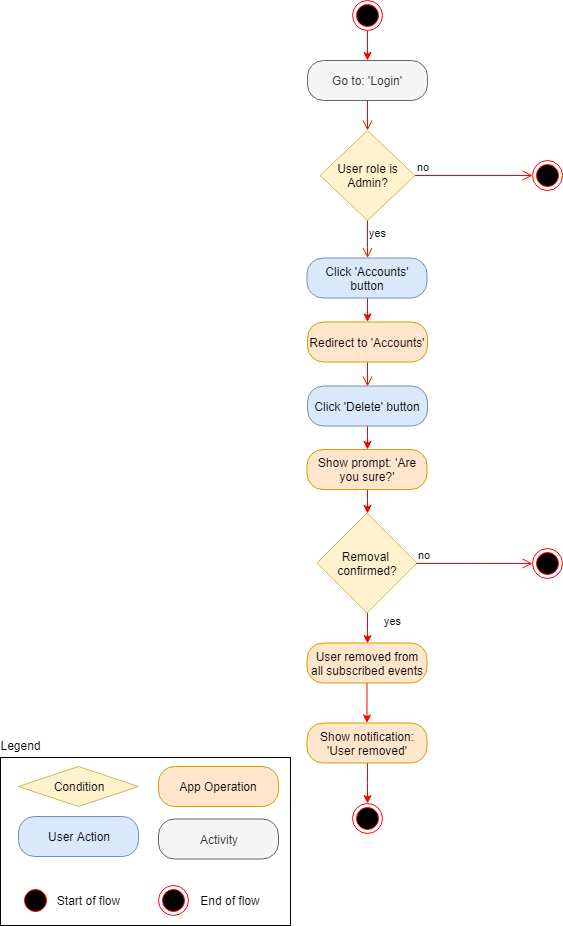 Go to: 'Login'
User role is
Admin?
no
yes
Click 'Accounts'
button
Redirect to 'Accounts'
Click 'Delete' button
Show prompt: 'Are
you sure?'
Removal
confirmed?
no
yes
User removed from
all subscribed events
Show notification:
'User removed'
Legend
Condition
App Operation
User Action
Activity
Start of flow
End of flow